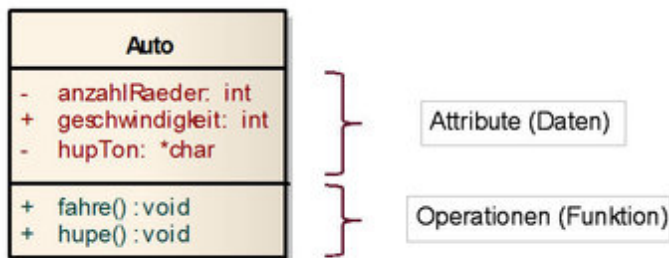 Auto
- anzahlRaeder: int
+ geschwindigkeit: int
- hupTon: *char
Attribute (Daten)
+ fahre() : void
+ hupe() : void
Operationen (Funktion)